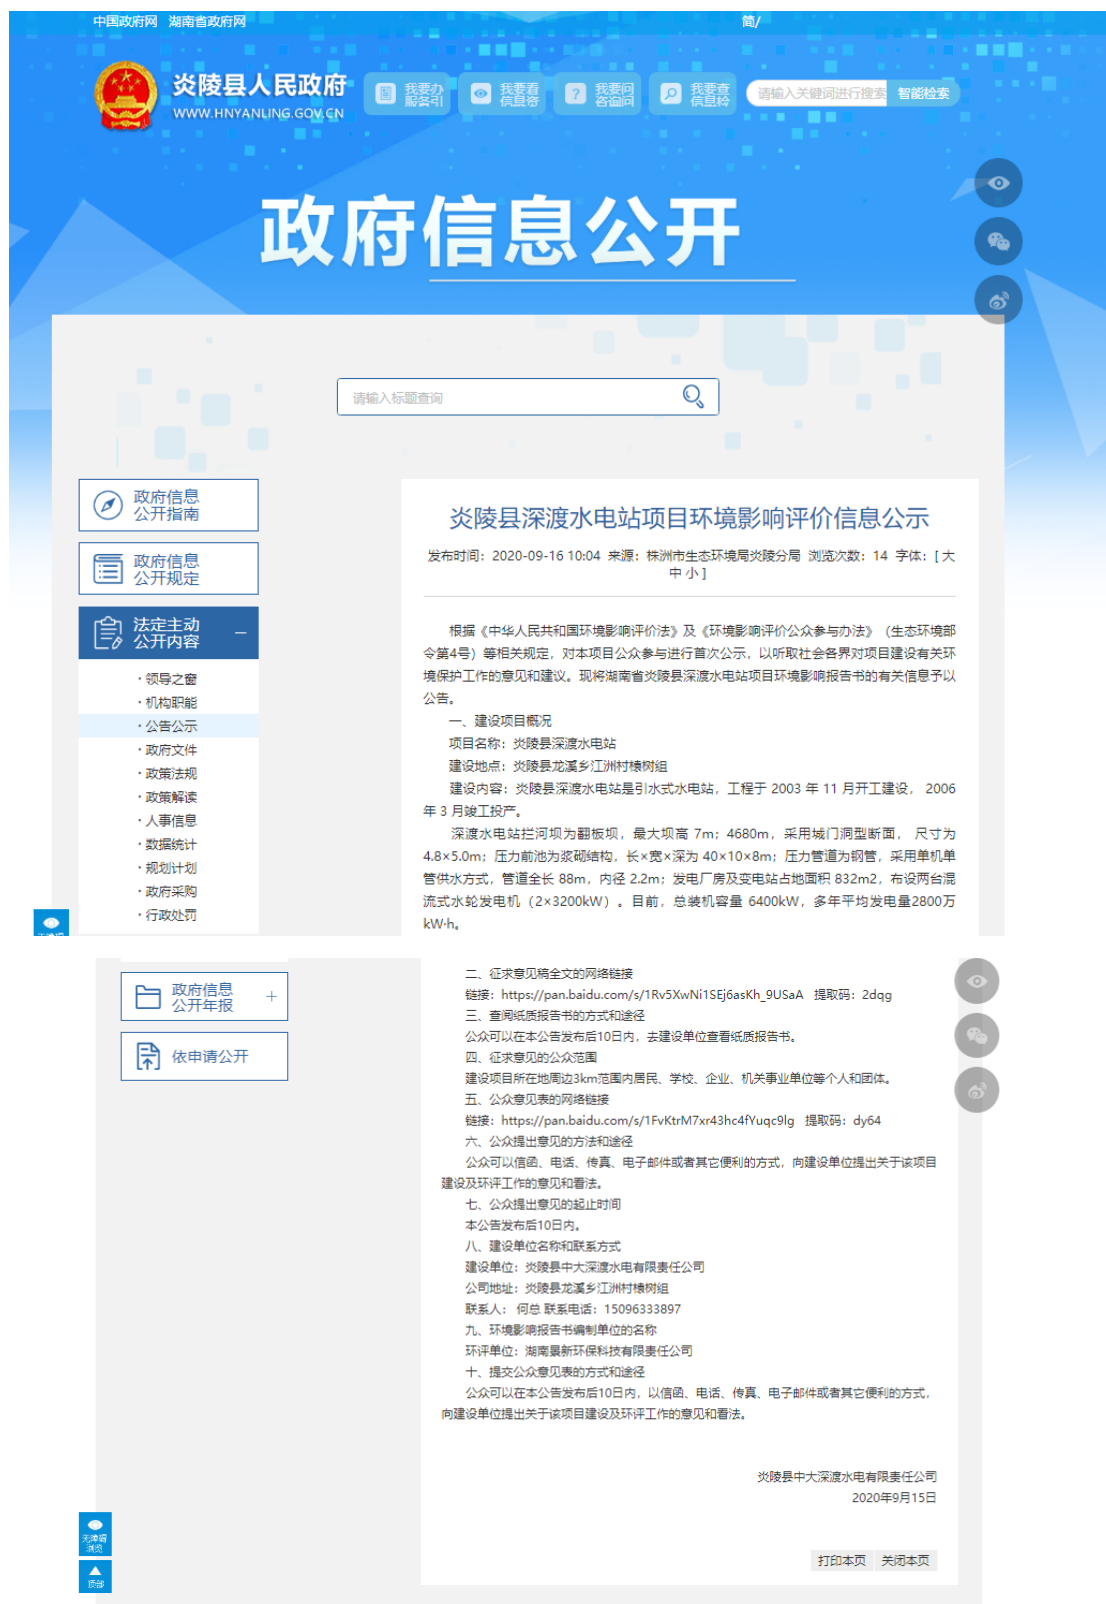 中国政府网 湖南省政府网 简/
炎陵县人民政府
WWW.HNYANLING.GOV.CN
我要办
服务引
我要看
信息咨
我要问
咨询问
我要查
信息检
请输入关键词进行搜索 智能检索
政府信息公开
请输入标题查询
政府信息
公开指南
政府信息
公开规定
法定主动
公开内容
·领导之窗
·机构职能
·公告公示
·政府文件
·政策法规
·政策解读
·人事信息
·数据统计
·规划计划
·政府采购
·行政处罚
炎陵县深渡水电站项目环境影响评价信息公示
发布时间：2020-09-16 10:04 来源：株洲市生态环境局炎陵分局 浏览次数：14 字体：[ 大
中 小 ]
根据《中华人民共和国环境影响评价法》及《环境影响评价公众参与办法》（生态环境部
令第4号）等相关规定，对本项目公众参与进行首次公示，以听取社会各界对项目建设有关环
境保护工作的意见和建议。现将湖南省炎陵县深渡水电站项目环境影响报告书的有关信息予以
公告。
一、建设项目概况
项目名称：炎陵县深渡水电站
建设地点：炎陵县龙溪乡江洲村檺树组
建设内容：炎陵县深渡水电站是引水式水电站，工程于 2003 年 11 月开工建设， 2006
年 3 月竣工投产。
深渡水电站拦河坝为翻板坝，最大坝高 7m；4680m，采用城门洞型断面， 尺寸为
4.8×5.0m；压力前池为浆砌结构，长×宽×深为 40×10×8m；压力管道为钢管，采用单机单
管供水方式，管道全长 88m，内径 2.2m；发电厂房及变电站占地面积 832m2，布设两台混
流式水轮发电机（2×3200kW）。目前，总装机容量 6400kW，多年平均发电量2800万
kW·h。
政府信息
公开年报
依申请公开
二、征求意见稿全文的网络链接
链接：https://pan.baidu.com/s/1Rv5XwNi1SEj6asKh_9USaA 提取码：2dqg
三、查阅纸质报告书的方式和途径
公众可以在本公告发布后10日内，去建设单位查看纸质报告书。
四、征求意见的公众范围
建设项目所在地周边3km范围内居民、学校、企业、机关事业单位等个人和团体。
五、公众意见表的网络链接
链接：https://pan.baidu.com/s/1FvKtrM7xr43hc4fYuqc9lg 提取码：dy64
六、公众提出意见的方法和途径
公众可以信函、电话、传真、电子邮件或者其它便利的方式，向建设单位提出关于该项目
建设及环评工作的意见和看法。
七、公众提出意见的起止时间
本公告发布后10日内。
八、建设单位名称和联系方式
建设单位：炎陵县中大深渡水电有限责任公司
公司地址：炎陵县龙溪乡江洲村檺树组
联系人： 何总 联系电话：15096333897
九、环境影响报告书编制单位的名称
环评单位：湖南景新环保科技有限责任公司
十、提交公众意见表的方式和途径
公众可以在本公告发布后10日内，以信函、电话、传真、电子邮件或者其它便利的方式，
向建设单位提出关于该项目建设及环评工作的意见和看法。
炎陵县中大深渡水电有限责任公司
2020年9月15日
无障碍
浏览
顶部
打印本页 关闭本页